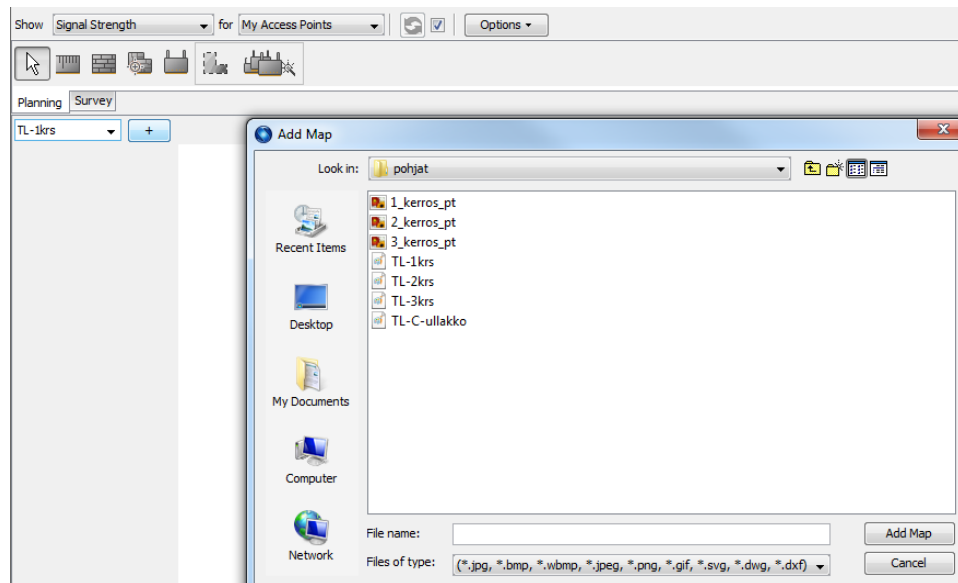 Show Signal Strength for My Access Points Options
Planning Survey
TL-1krs +
Add Map
Look in: pohjat
1_kerros_pt
2_kerros_pt
3_kerros_pt
TL-1krs
TL-2krs
TL-3krs
TL-C-ullakko
Recent Items
Desktop
My Documents
Computer
Network
File name: Add Map
Files of type: (*.jpg, *.bmp, *.wbmp, *.jpeg, *.png, *.gif, *.svg, *.dwg, *.dxf) Cancel